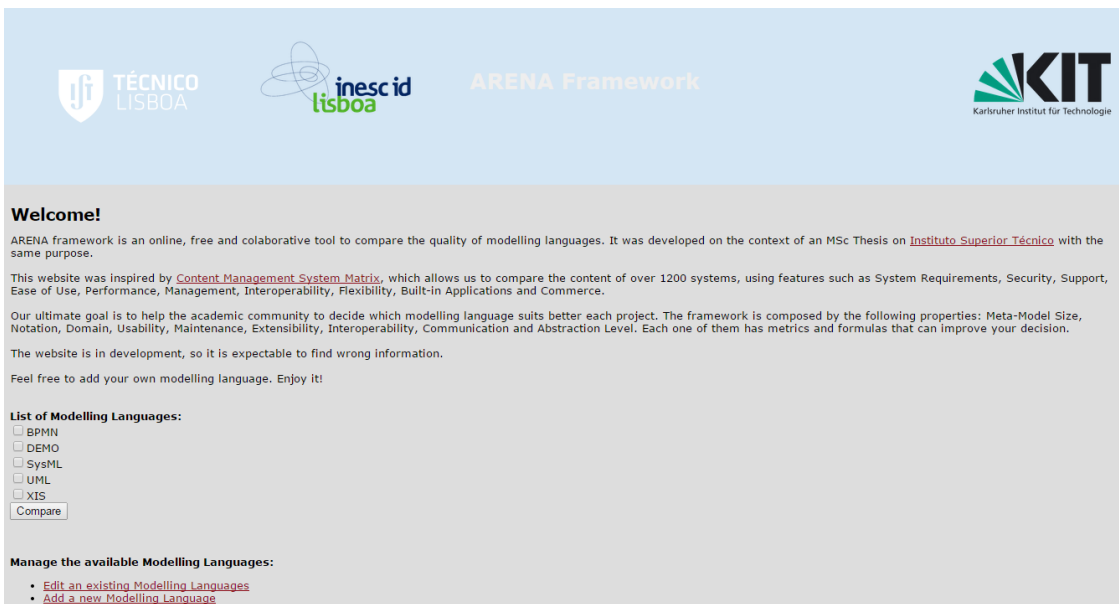 TÉCNICO
LISBOA
inesc id
lisboa
ARENA Framework
KIT
Karlsruher Institut für Technologie
Welcome!
ARENA framework is an online, free and colaborative tool to compare the quality of modelling languages. It was developed on the context of an MSc Thesis on Instituto Superior Técnico with the
same purpose.
This website was inspired by Content Management System Matrix, which allows us to compare the content of over 1200 systems, using features such as System Requirements, Security, Support,
Ease of Use, Performance, Management, Interoperability, Flexibility, Built-in Applications and Commerce.
Our ultimate goal is to help the academic community to decide which modelling language suits better each project. The framework is composed by the following properties: Meta-Model Size,
Notation, Domain, Usability, Maintenance, Extensibility, Interoperability, Communication and Abstraction Level. Each one of them has metrics and formulas that can improve your decision.
The website is in development, so it is expectable to find wrong information.
Feel free to add your own modelling language. Enjoy it!
List of Modelling Languages:
BPMN
DEMO
SysML
UML
XIS
Compare
Manage the available Modelling Languages:
• Edit an existing Modelling Languages
• Add a new Modelling Language